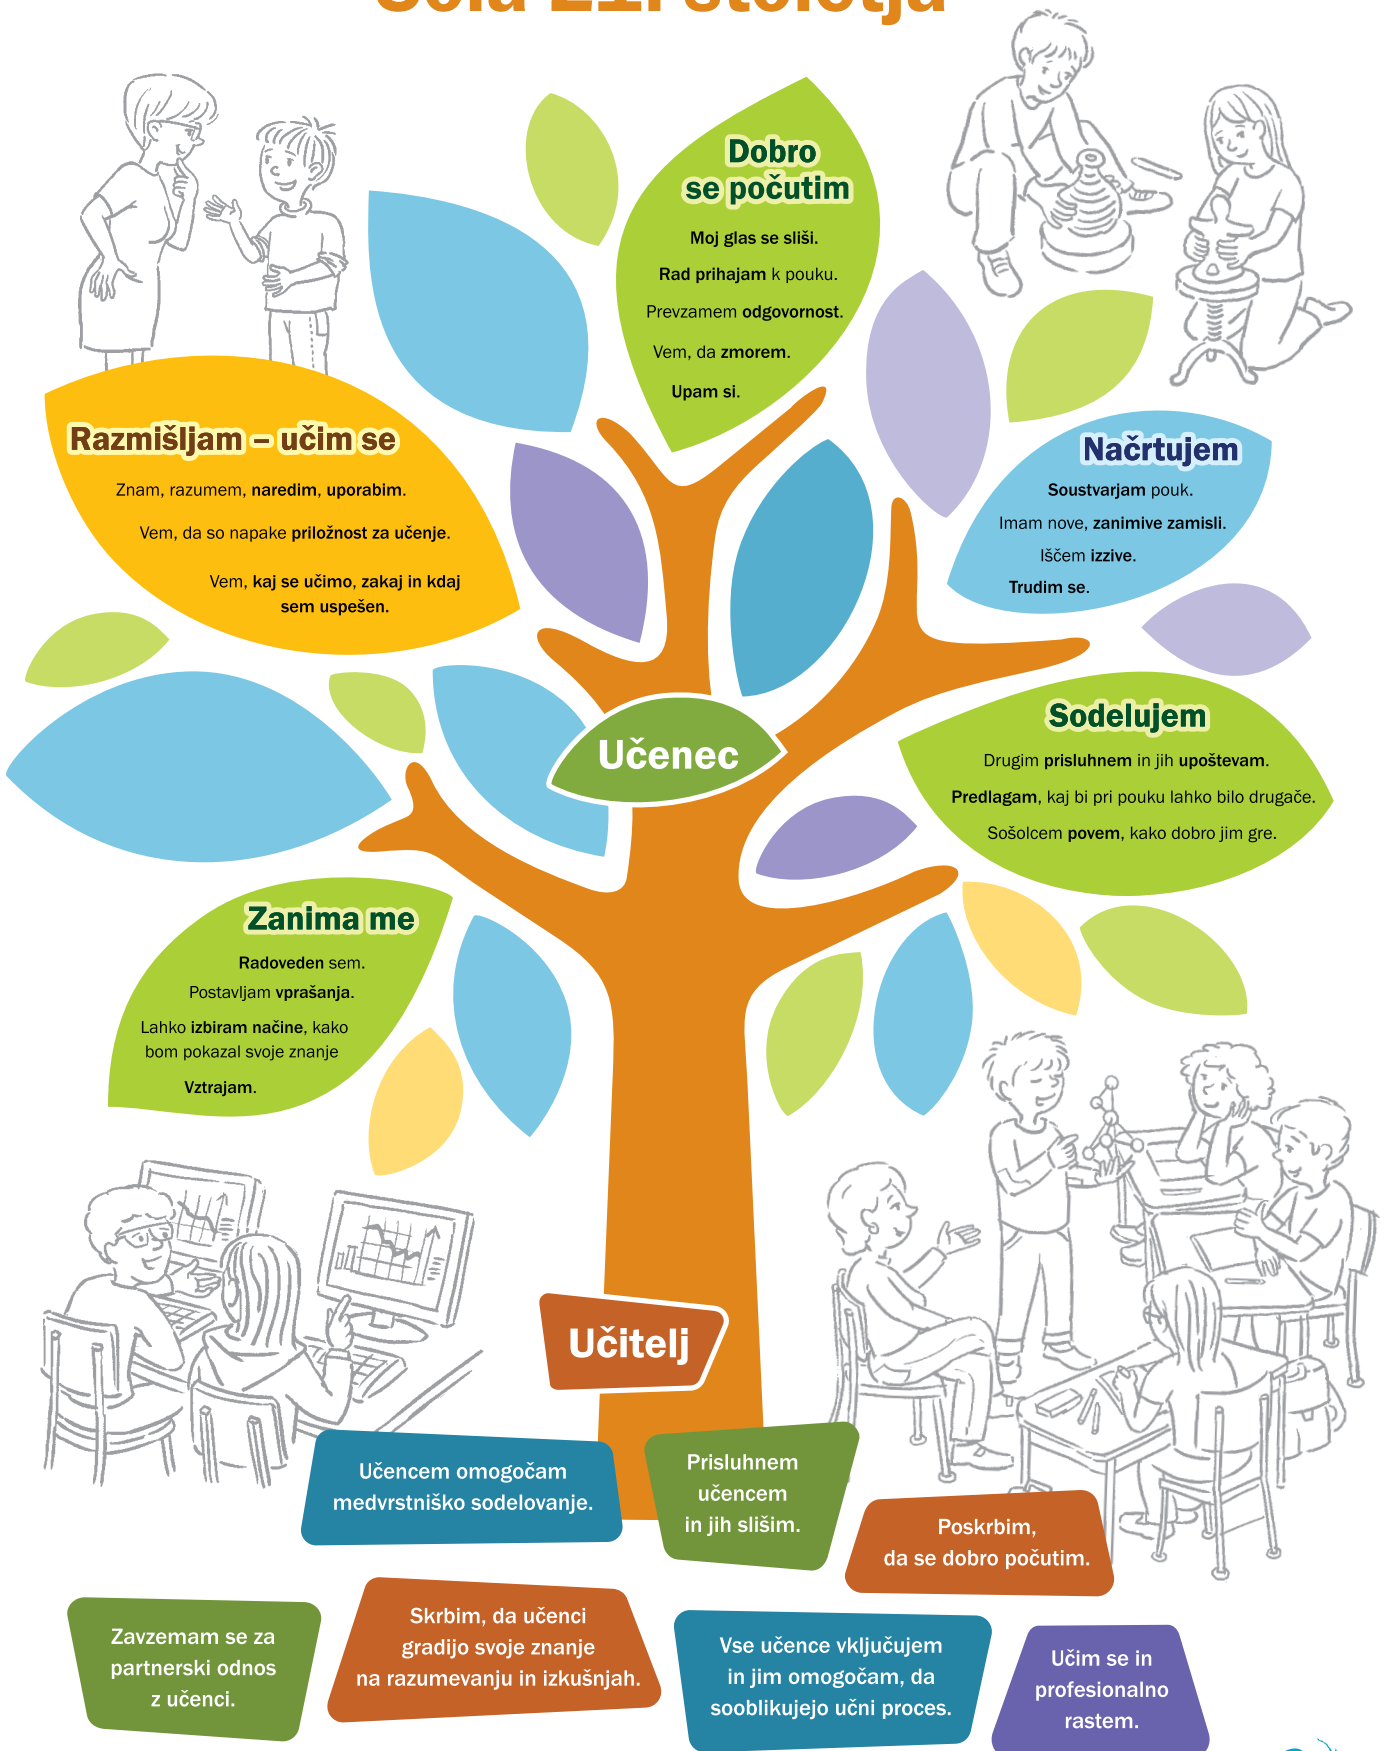 Šola 21. stoletja
Dobro
se počutim
Moj glas se sliši.
Rad prihajam k pouku.
Prevzamem odgovornost.
Vem, da zmorem.
Upam si.
Razmišljam – učim se
Znam, razumem, naredim, uporabim.
Vem, da so napake priložnost za učenje.
Vem, kaj se učimo, zakaj in kdaj
sem uspešen.
Načrtujem
Soustvarjam pouk.
Imam nove, zanimive zamisli.
Iščem izzive.
Trudim se.
Učenec
Sodelujem
Drugim prisluhnem in jih upoštevam.
Predlagam, kaj bi pri pouku lahko bilo drugače.
Sošolcem povem, kako dobro jim gre.
Zanima me
Radoveden sem.
Postavljam vprašanja.
Lahko izbiram načine, kako
bom pokazal svoje znanje
Vztrajam.
Učitelj
Učencem omogočam
medvrstniško sodelovanje.
Prisluhnem
učencem
in jih slišim.
Poskrbim,
da se dobro počutim.
Zavzemam se za
partnerski odnos
z učenci.
Skrbim, da učenci
gradijo svoje znanje
na razumevanju in izkušnjah.
Vse učence vključujem
in jim omogočam, da
sooblikujejo učni proces.
Učim se in
profesionalno
rastem.